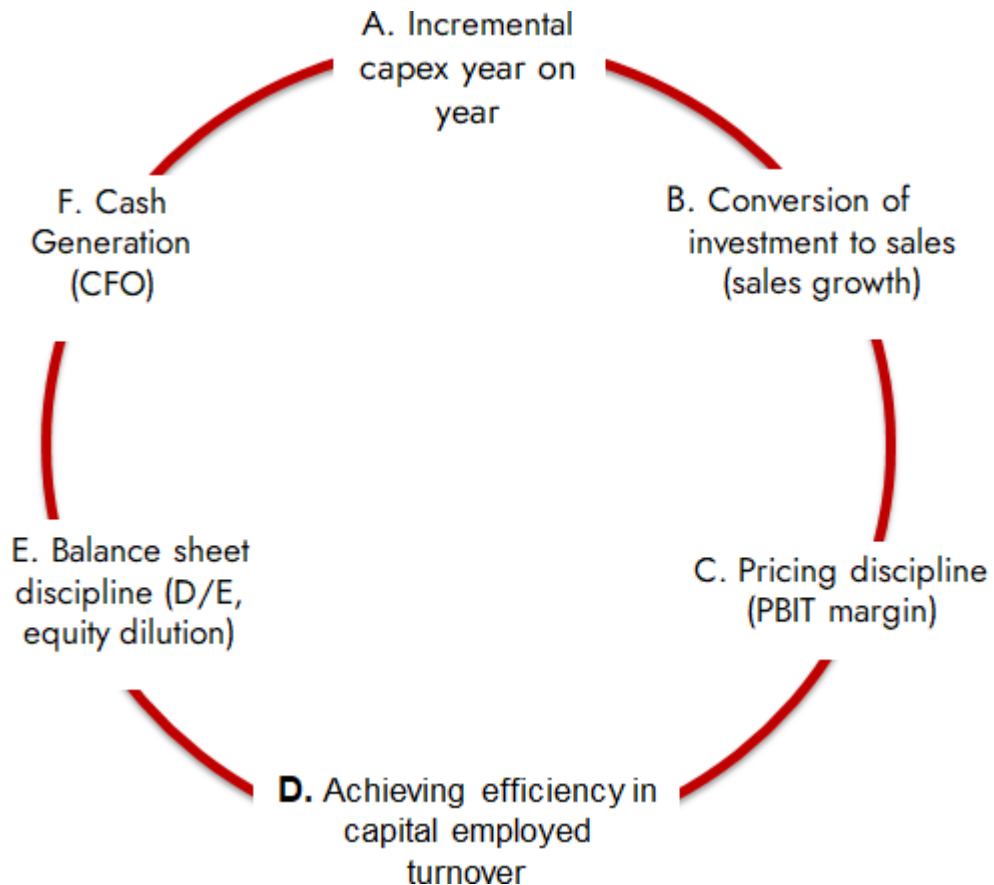 A. Incremental
capex year on
year
B. Conversion of
investment to sales
(sales growth)
C. Pricing discipline
(PBIT margin)
D. Achieving efficiency in
capital employed
turnover
E. Balance sheet
discipline (D/E,
equity dilution)
F. Cash
Generation
(CFO)